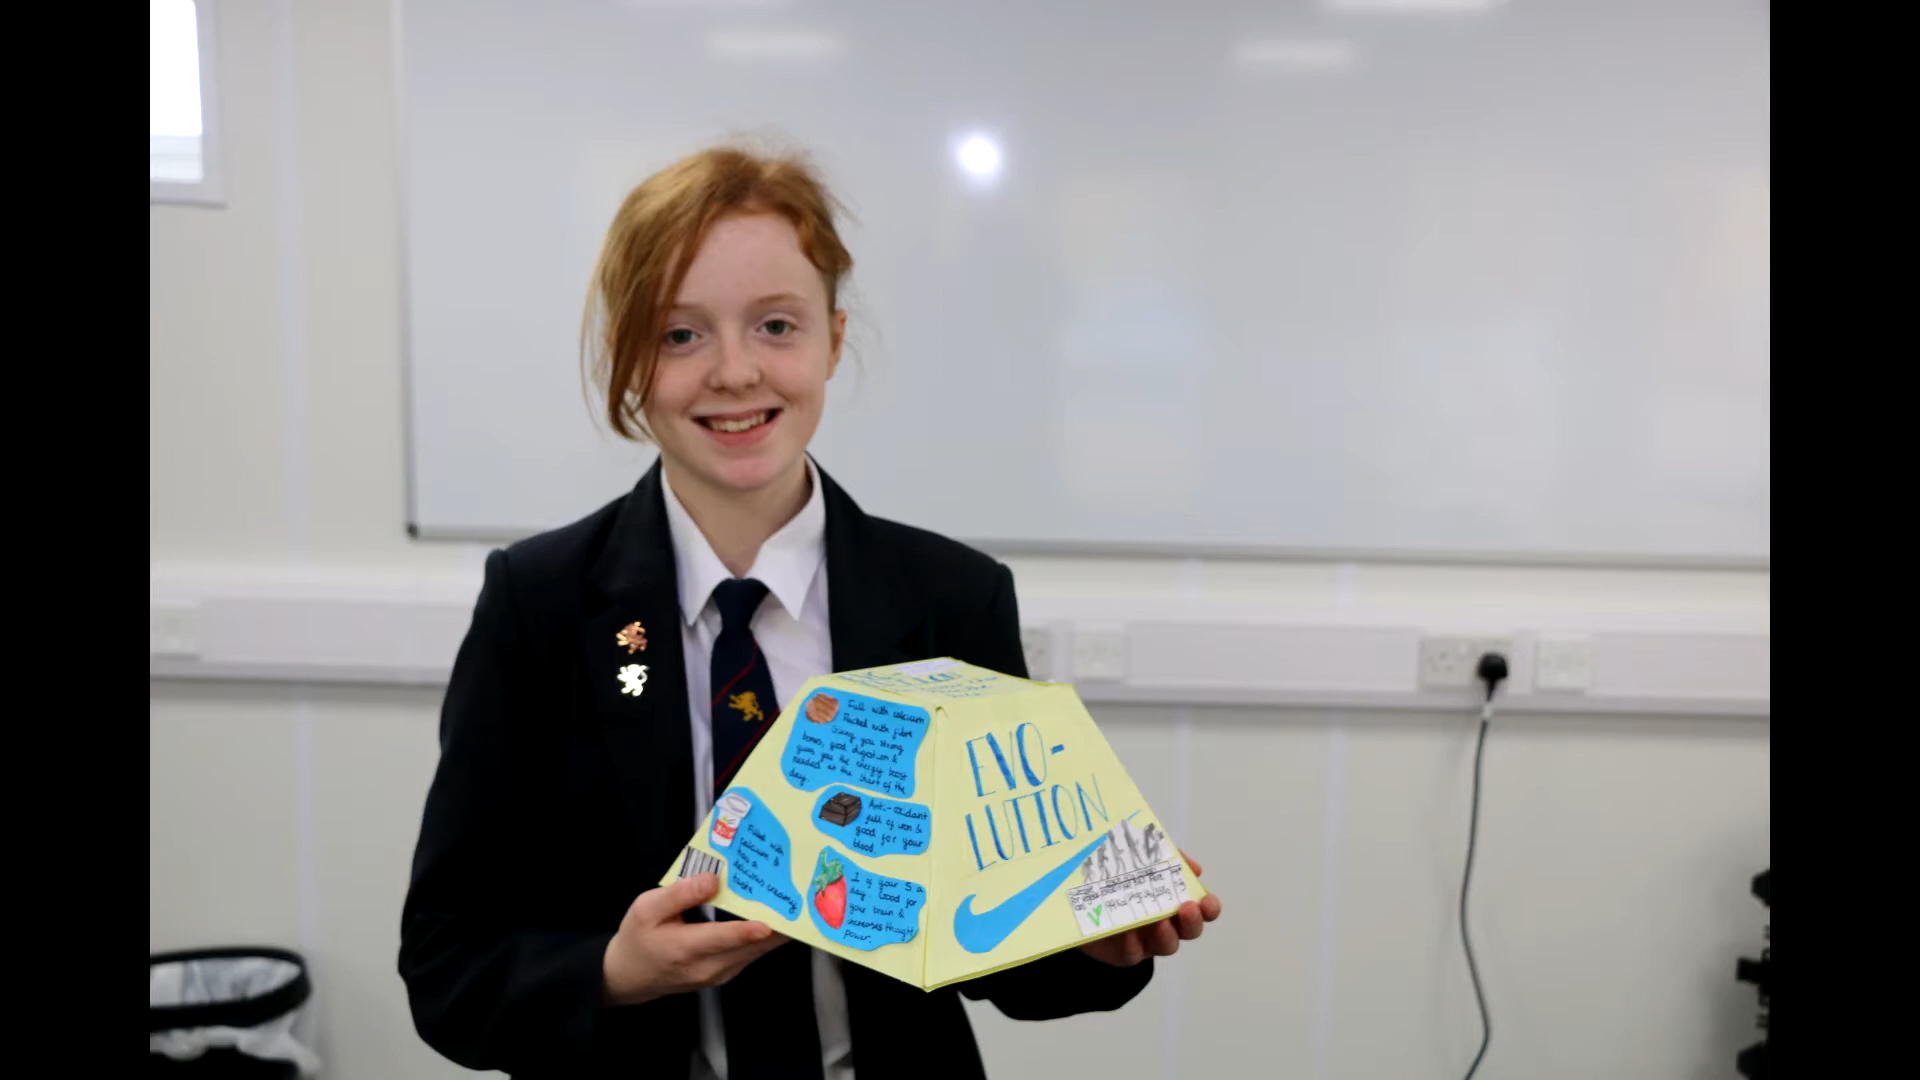 EVO-
LUTION
Full with calcium
Packed with fibre
Giving you strong
bones, good digestion &
gives you the energy boost
needed at the start of the
day.
Anti-oxidant
full of iron &
good for your
blood.
Filled with
calcium &
has a
delicious creamy
taste
1 of your 5 a
day. Good for
your brain &
increases thought
power.
EVO-
LUTION